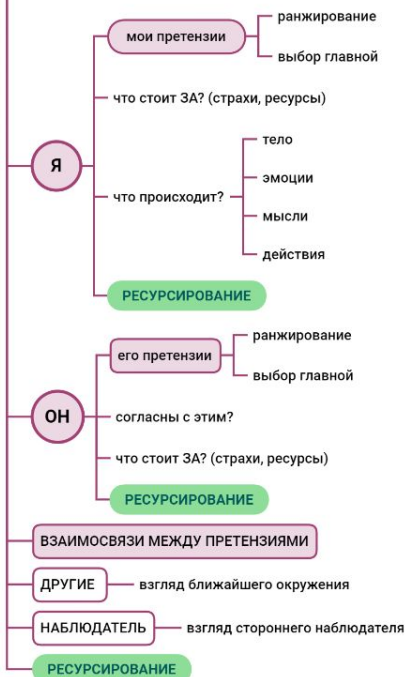 ранжирование
мои претензии
выбор главной
что стоит ЗА? (страхи, ресурсы)
Я
тело
эмоции
что происходит?
мысли
действия
РЕСУРСИРОВАНИЕ
ранжирование
его претензии
выбор главной
ОН
согласны с этим?
что стоит ЗА? (страхи, ресурсы)
РЕСУРСИРОВАНИЕ
ВЗАИМОСВЯЗИ МЕЖДУ ПРЕТЕНЗИЯМИ
ДРУГИЕ взгляд ближайшего окружения
НАБЛЮДАТЕЛЬ взгляд стороннего наблюдателя
РЕСУРСИРОВАНИЕ